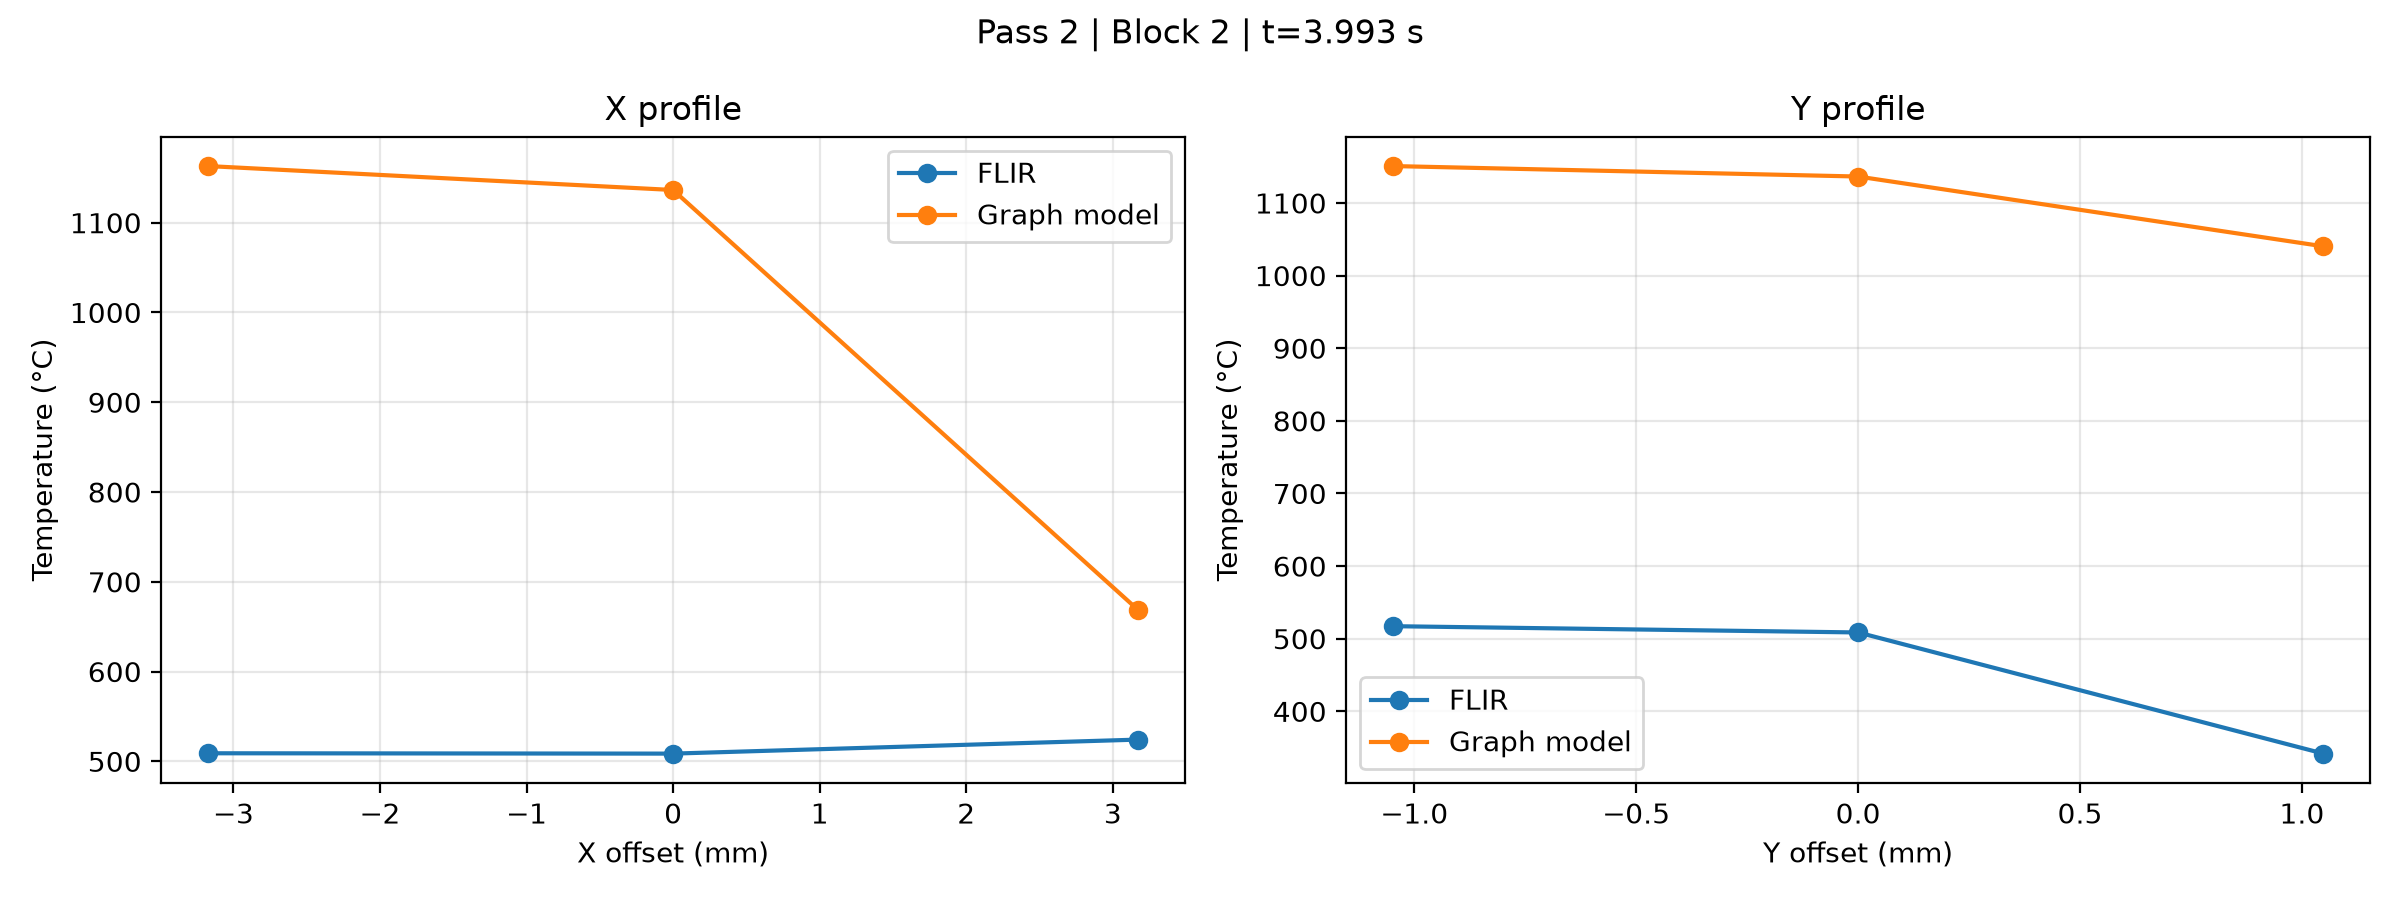 Pass 2 | Block 2 | t=3.993 s
X profile
FLIR
Graph model
1100
1000
900
800
700
600
500
Temperature (°C)
−3
−2
−1
0
1
2
3
X offset (mm)
Y profile
FLIR
Graph model
1100
1000
900
800
700
600
500
400
Temperature (°C)
−1.0
−0.5
0.0
0.5
1.0
Y offset (mm)